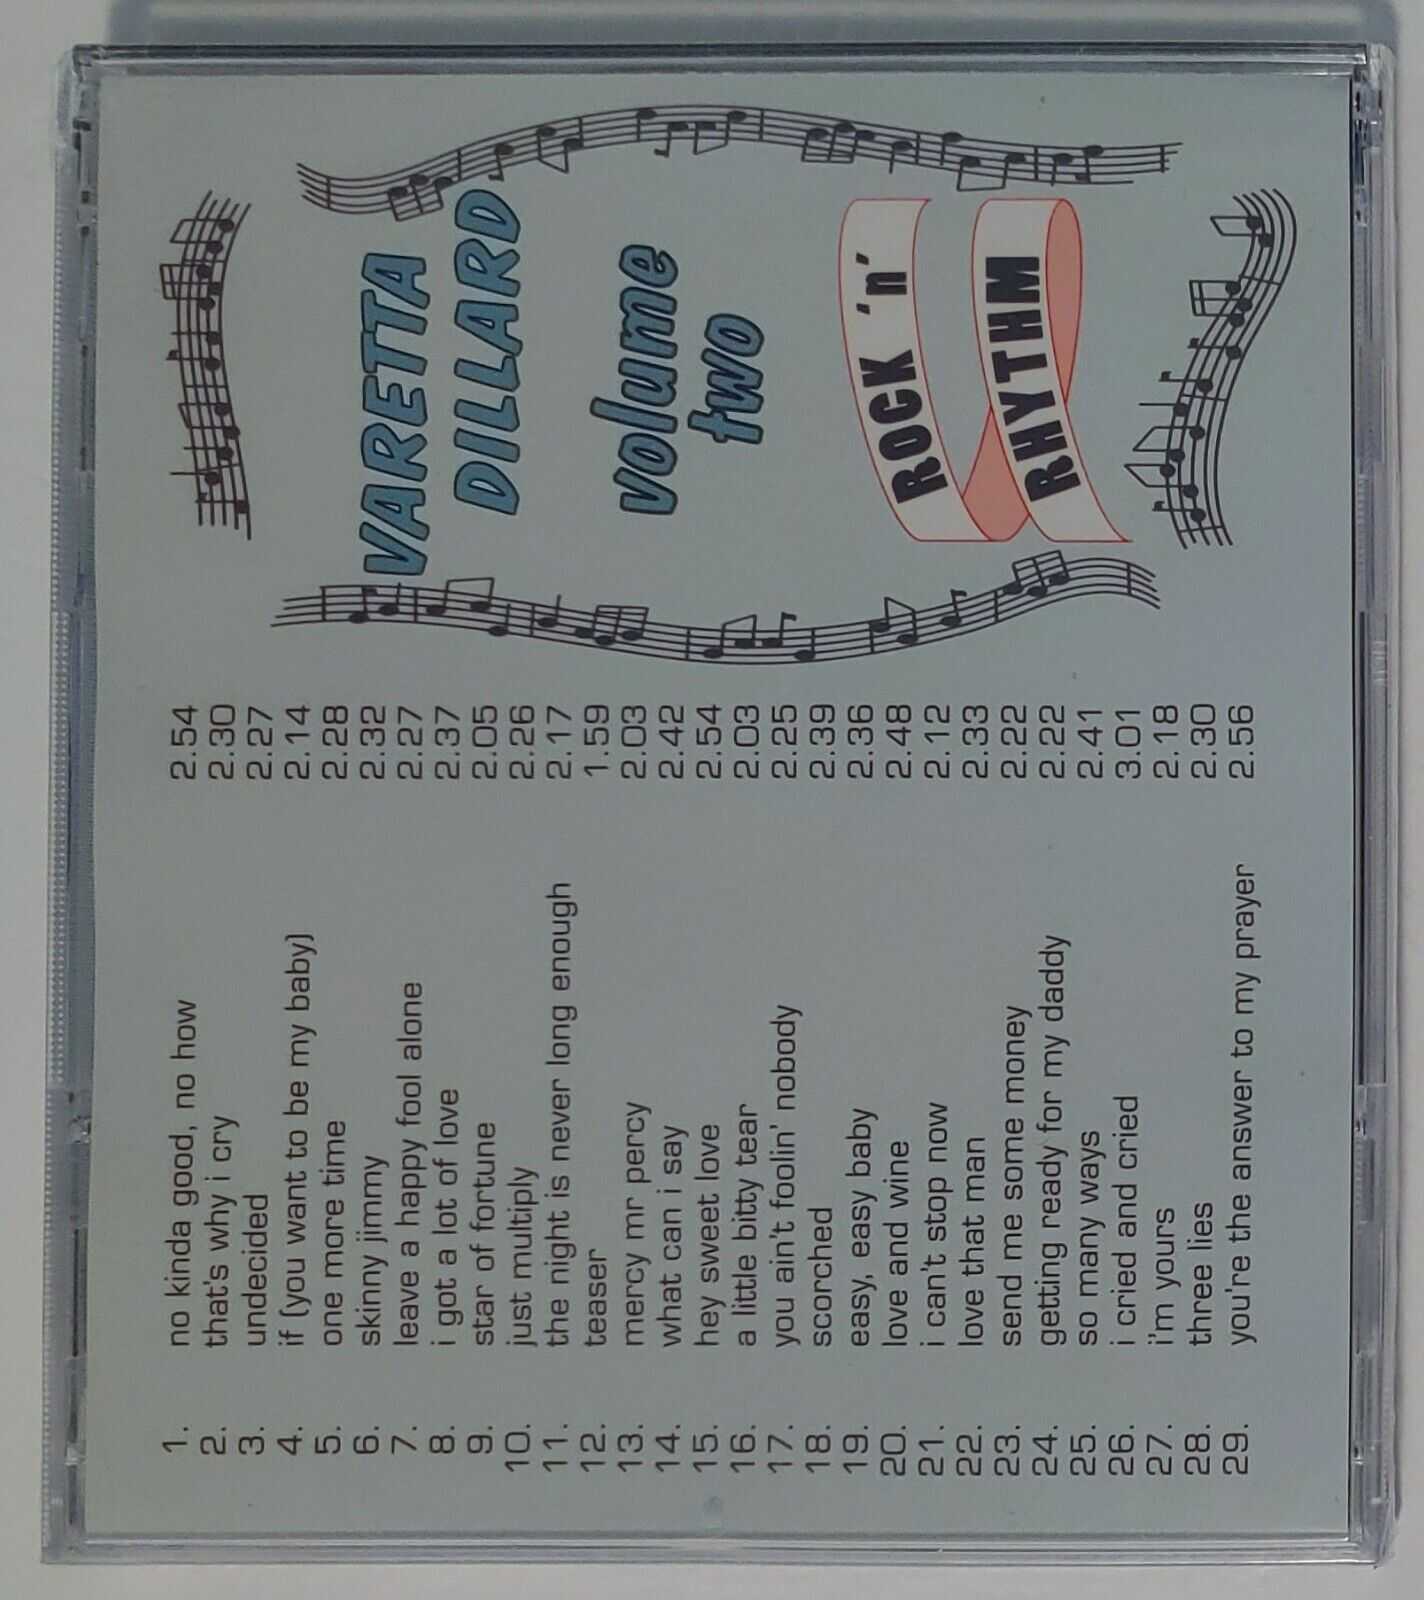 1. no kinda good, no how 2.54
2. that's why i cry 2.30
3. undecided 2.27
4. if (you want to be my baby) 2.14
5. one more time 2.28
6. skinny jimmy 2.32
7. leave a happy fool alone 2.27
8. i got a lot of love 2.37
9. star of fortune 2.05
10. just multiply 2.26
11. the night is never long enough 2.17
12. teaser 1.59
13. mercy mr percy 2.03
14. what can i say 2.42
15. hey sweet love 2.54
16. a little bitty tear 2.03
17. you ain't foolin' nobody 2.25
18. scorched 2.39
19. easy, easy baby 2.36
20. love and wine 2.48
21. i can't stop now 2.12
22. love that man 2.33
23. send me some money 2.22
24. getting ready for my daddy 2.22
25. so many ways 2.41
26. i cried and cried 3.01
27. i'm yours 2.18
28. three lies 2.30
29. you're the answer to my prayer 2.56
VARETTA
DILLARD
volume
two
ROCK 'n'
RHYTHM